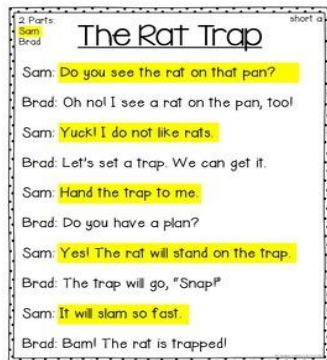 2 Parts:
short a
Sam
Brad
The Rat Trap
Sam: Do you see the rat on that pan?
Brad: Oh no! I see a rat on the pan, too!
Sam: Yuck! I do not like rats.
Brad: Let's set a trap. We can get it.
Sam: Hand the trap to me.
Brad: Do you have a plan?
Sam: Yes! The rat will stand on the trap.
Brad: The trap will go, "Snap!"
Sam: It will slam so fast.
Brad: Bam! The rat is trapped!